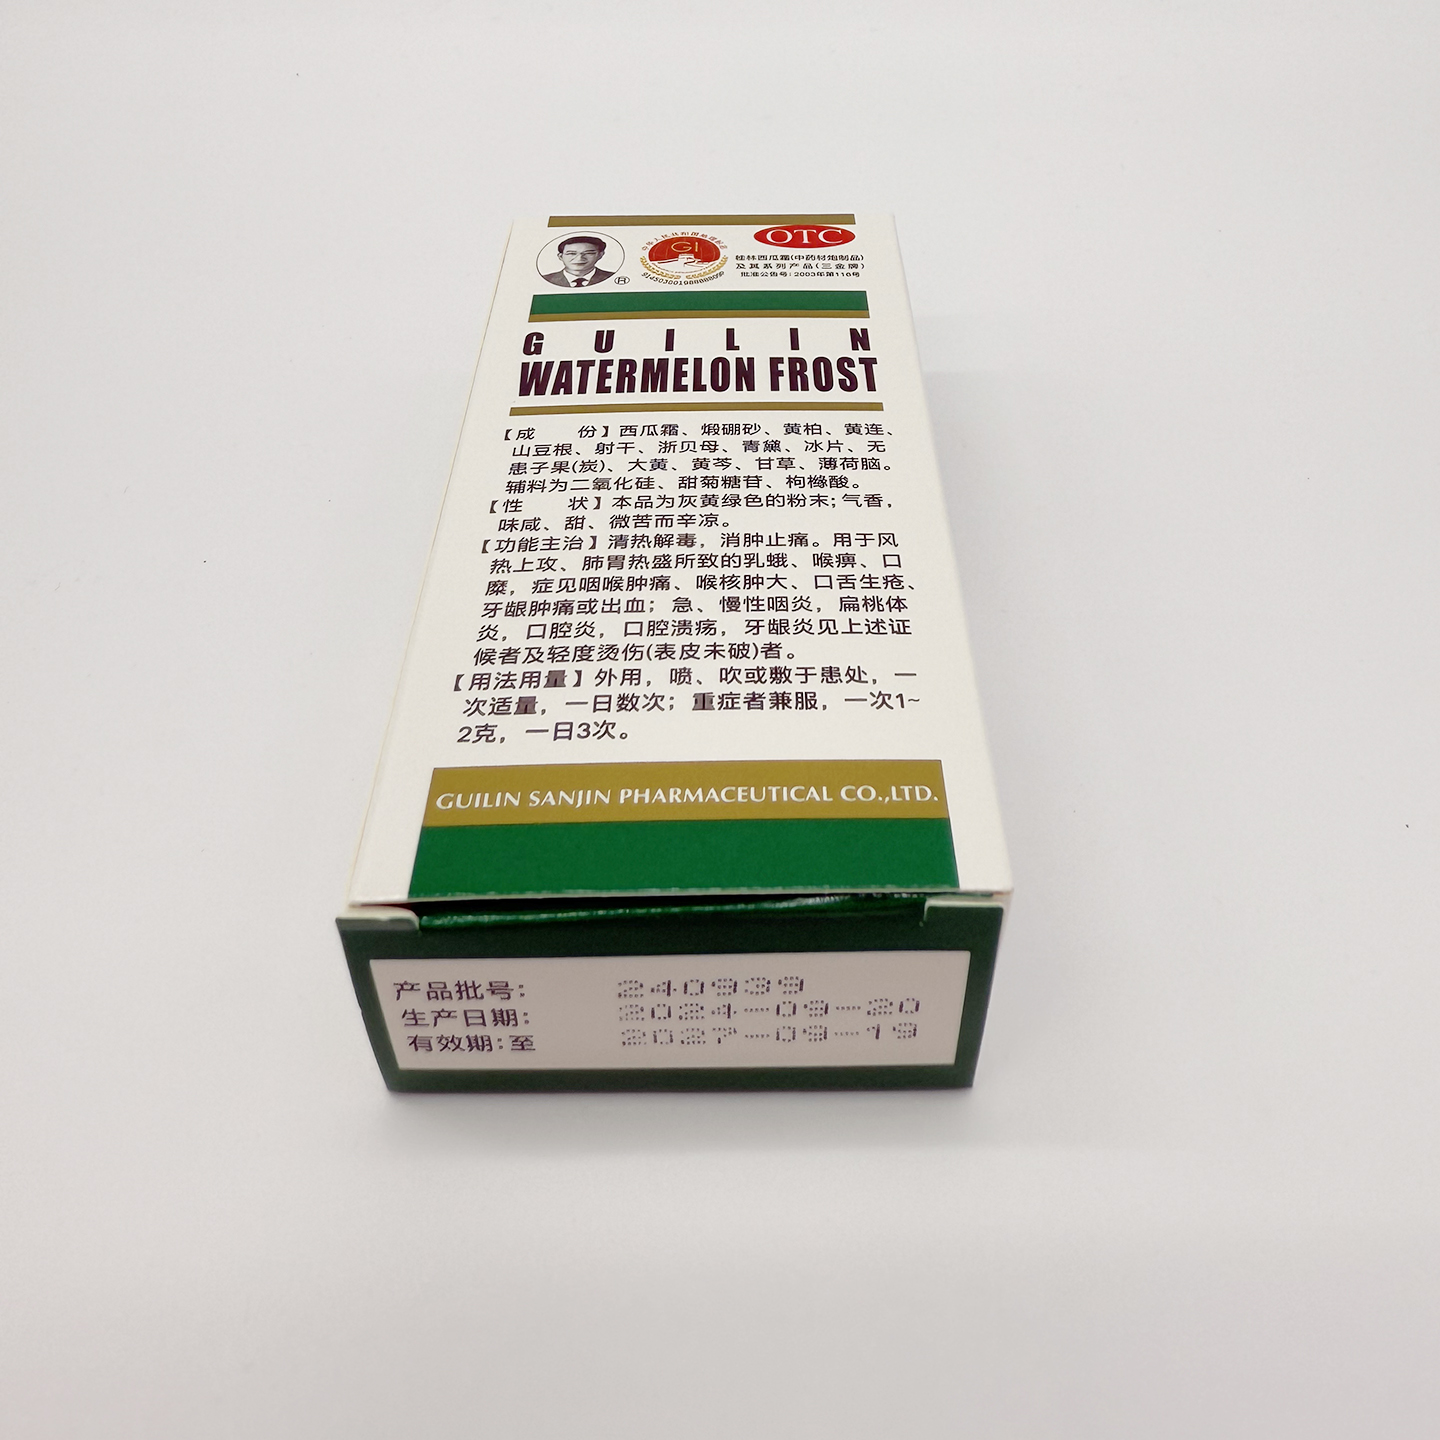 OTC
GI
桂林西瓜霜(中药材炮制品)
及其系列产品(三金牌)
批准公告号:2003年第116号
GUILIN
WATERMELON FROST
【成 份】西瓜霜、煅硼砂、黄柏、黄连、
山豆根、射干、浙贝母、青黛、冰片、无
患子果(炭)、大黄、黄芩、甘草、薄荷脑。
辅料为二氧化硅、甜菊糖苷、枸橼酸。
【性 状】本品为灰黄绿色的粉末;气香,
味咸、甜、微苦而辛凉。
【功能主治】清热解毒,消肿止痛。用于风
热上攻、肺胃热盛所致的乳蛾、喉痹、口
糜,症见咽喉肿痛、喉核肿大、口舌生疮、
牙龈肿痛或出血;急、慢性咽炎,扁桃体
炎,口腔炎,口腔溃疡,牙龈炎见上述证
候者及轻度烫伤(表皮未破)者。
【用法用量】外用,喷、吹或敷于患处,一
次适量,一日数次;重症者兼服,一次1~
2克,一日3次。
GUILIN SANJIN PHARMACEUTICAL CO.,LTD.
产品批号: 240939
生产日期: 2024-09-20
有效期:至 2027-09-19